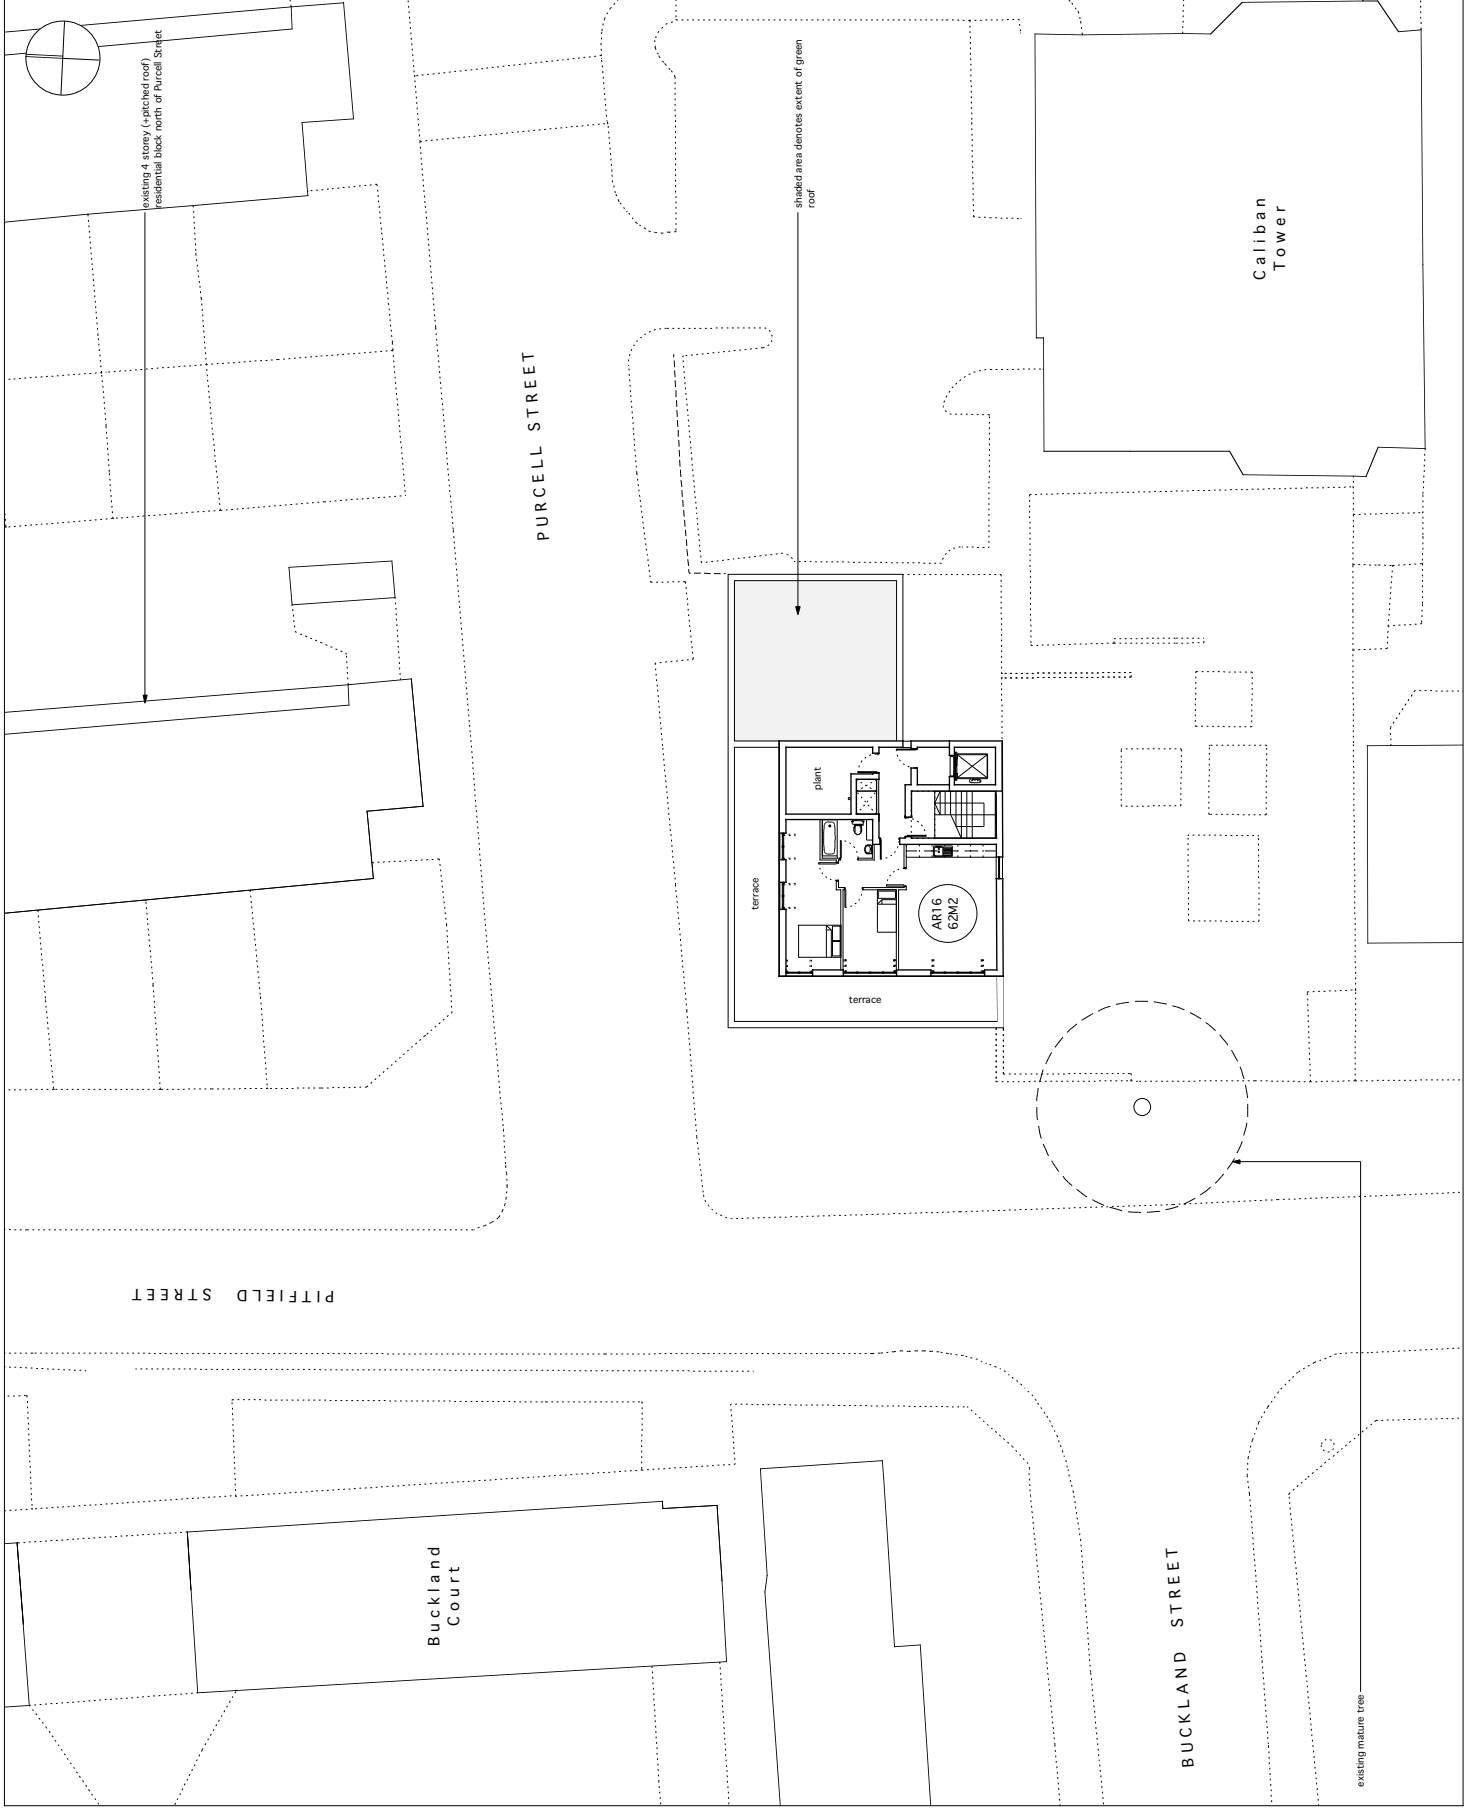 existing 4 storey (+pitched roof)
residential block north of Purcell Street
shaded area denotes extent of green
roof
Caliban
Tower
PURCELL STREET
plant
terrace
AR16
62M2
terrace
PITFIELD STREET
Buckland
Court
BUCKLAND STREET
existing mature tree